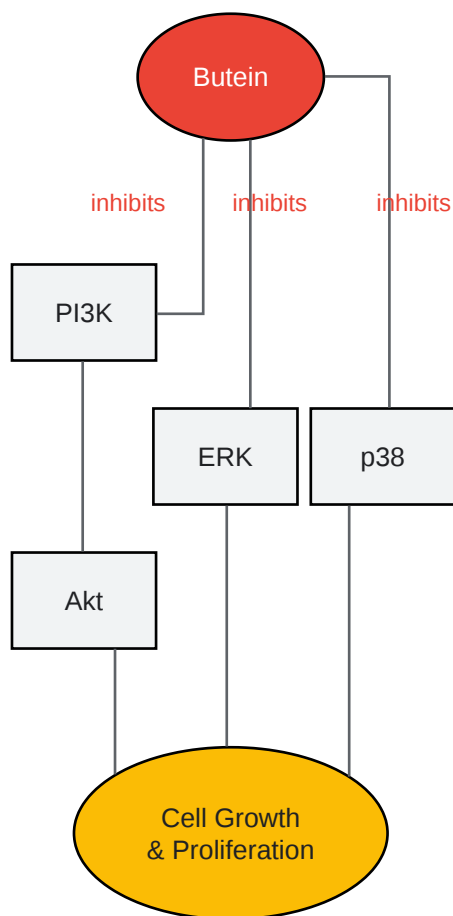 Butein
inhibits
inhibits
inhibits
PI3K
ERK
p38
Akt
Cell Growth
& Proliferation